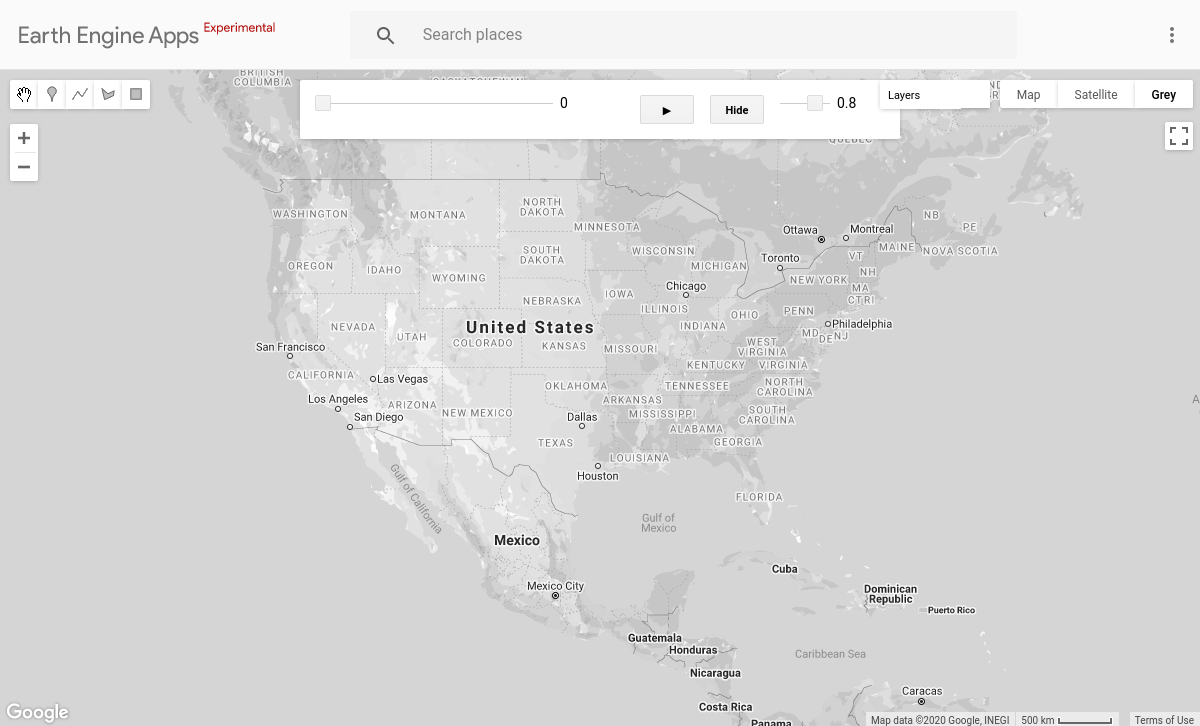 Earth Engine Apps Experimental
Search places
0
Hide
0.8
Layers
Map
Satellite
Grey
BRITISH
COLUMBIA
SASKATCHEWAN
QUEBEC
WASHINGTON
MONTANA
NORTH
DAKOTA
MINNESOTA
Ottawa
Montreal
NB
PE
MAINE
NOVA SCOTIA
OREGON
IDAHO
SOUTH
DAKOTA
WISCONSIN
MICHIGAN
Toronto
VT
NH
WYOMING
NEW YORK
MA
CT
RI
Chicago
NEBRASKA
IOWA
ILLINOIS
INDIANA
OHIO
PENN
NEVADA
United States
Philadelphia
UTAH
COLORADO
KANSAS
MISSOURI
WEST
VIRGINIA
MD
DE
NJ
San Francisco
KENTUCKY
VIRGINIA
CALIFORNIA
Las Vegas
OKLAHOMA
TENNESSEE
NORTH
CAROLINA
Los Angeles
ARIZONA
NEW MEXICO
ARKANSAS
San Diego
Dallas
MISSISSIPPI
SOUTH
CAROLINA
ALABAMA
TEXAS
GEORGIA
LOUISIANA
Houston
Gulf of California
FLORIDA
Gulf of
Mexico
Mexico
Cuba
Mexico City
Dominican
Republic
Puerto Rico
Guatemala
Honduras
Caribbean Sea
Nicaragua
Caracas
Costa Rica
Panama
Google
Map data ©2020 Google, INEGI
500 km
Terms of Use